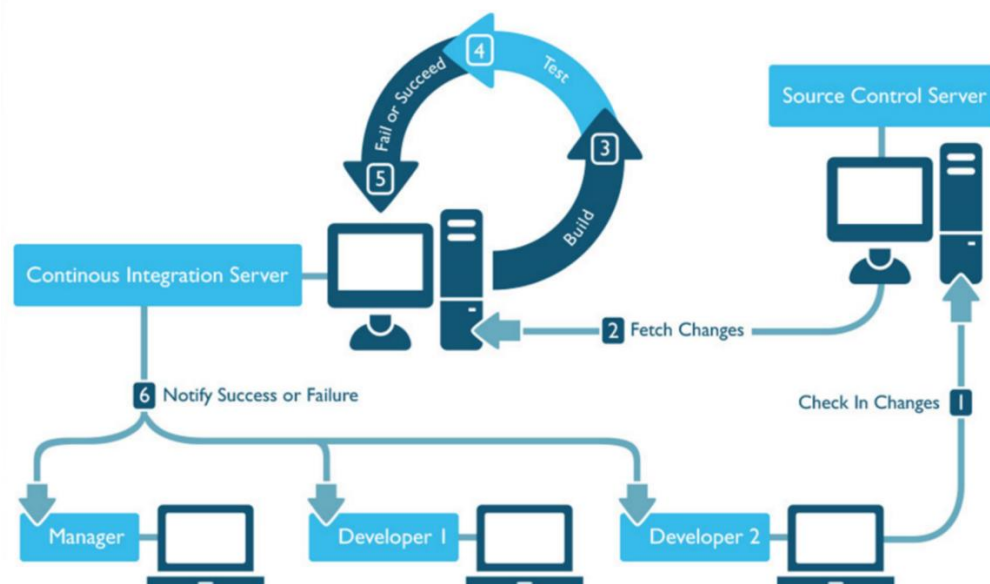 4
Test
Fail or Succeed
3
5
Build
Source Control Server
Continous Integration Server
2 Fetch Changes
6 Notify Success or Failure
Check In Changes 1
Manager
Developer 1
Developer 2